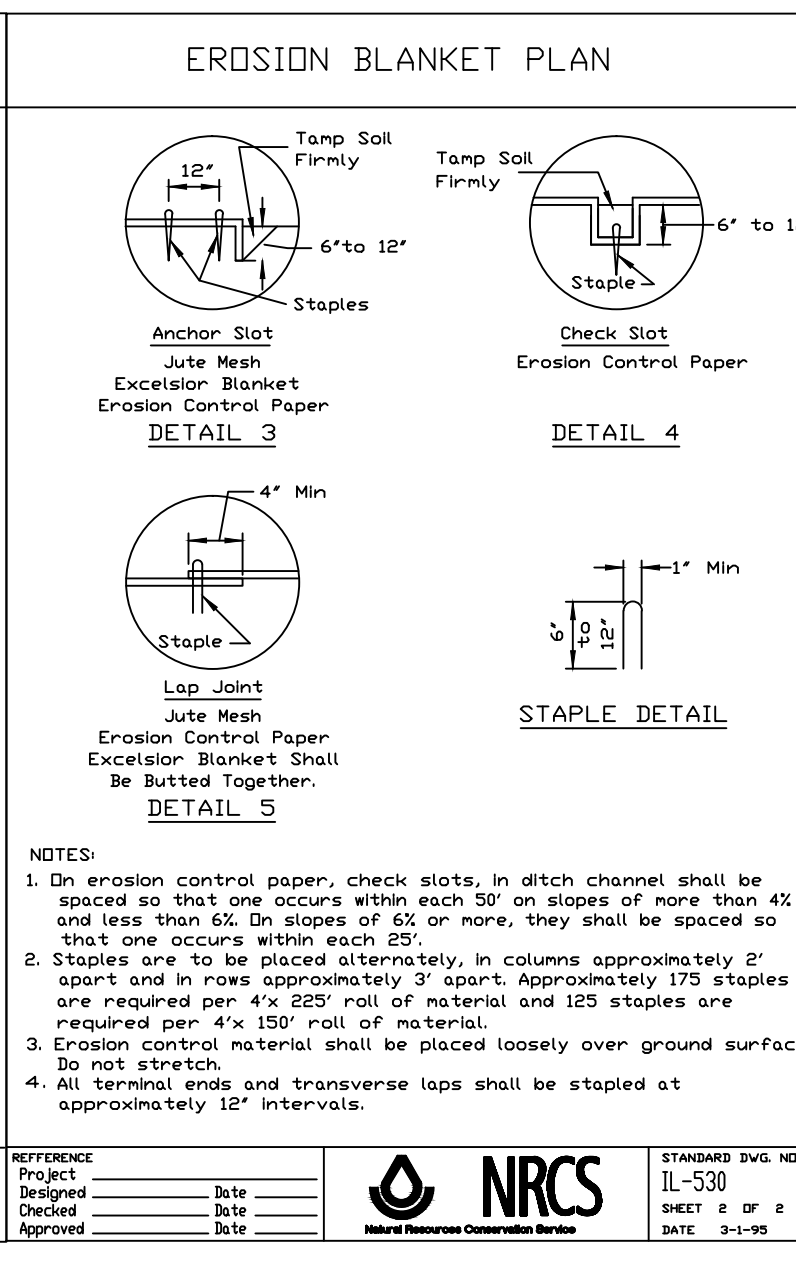 EROSION BLANKET PLAN
12"
Tamp Soil
Firmly
6"to 12"
Staples
Anchor Slot
Jute Mesh
Excelsior Blanket
Erosion Control Paper
DETAIL 3
Tamp Soil
Firmly
6" to
Staple
Check Slot
Erosion Control Paper
DETAIL 4
4" Min
Staple
Lap Joint
Jute Mesh
Erosion Control Paper
Excelsior Blanket Shall
Be Butted Together.
DETAIL 5
1" Min
6"
to
12"
STAPLE DETAIL
NOTES:
1. On erosion control paper, check slots, in ditch channel shall be
spaced so that one occurs within each 50' on slopes of more than 4%
and less than 6%. On slopes of 6% or more, they shall be spaced so
that one occurs within each 25'.
2. Staples are to be placed alternately, in columns approximately 2'
apart and in rows approximately 3' apart. Approximately 175 staples
are required per 4'x 225' roll of material and 125 staples are
required per 4'x 150' roll of material.
3. Erosion control material shall be placed loosely over ground surfac
Do not stretch.
4. All terminal ends and transverse laps shall be stapled at
approximately 12" intervals.
REFFERENCE
Project
Designed Date
Checked Date
Approved Date
NRCS
Natural Resources Conservation Service
STANDARD DWG. NO
IL-530
SHEET 2 OF 2
DATE 3-1-95